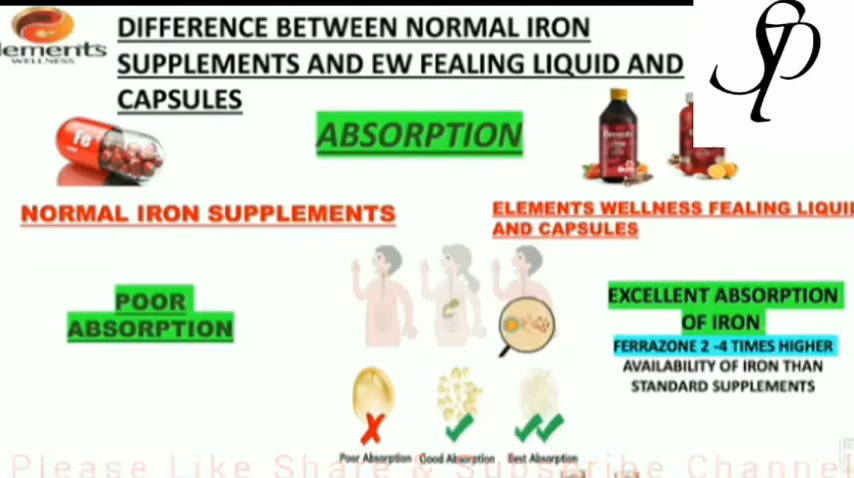 DIFFERENCE BETWEEN NORMAL IRON
SUPPLEMENTS AND EW FEALING LIQUID AND
CAPSULES
lements
WELLNESS
Fe
ABSORPTION
NORMAL IRON SUPPLEMENTS
ELEMENTS WELLNESS FEALING LIQUI
AND CAPSULES
POOR
ABSORPTION
EXCELLENT ABSORPTION
OF IRON
FERRAZONE 2 -4 TIMES HIGHER
AVAILABILITY OF IRON THAN
STANDARD SUPPLEMENTS
Poor Absorption Good Absorption Best Absorption
Please Like Share & Subscribe Channel